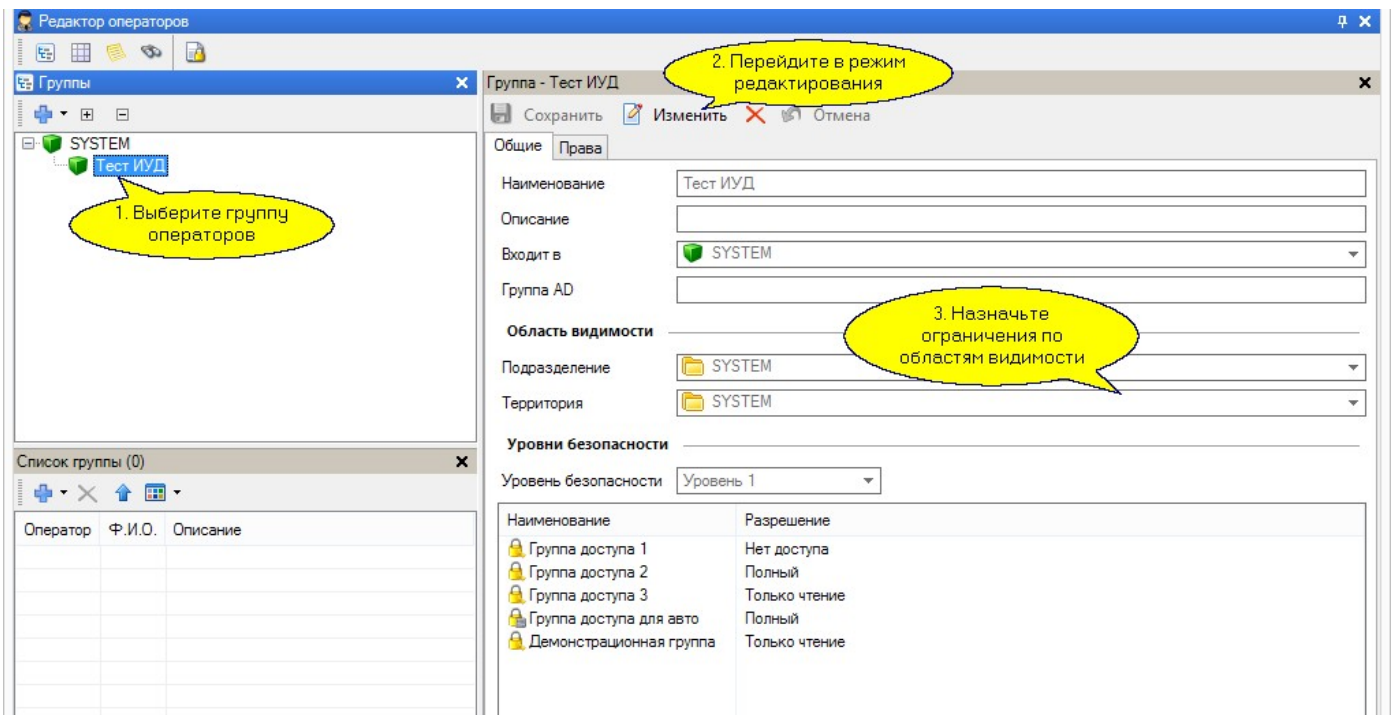 Редактор операторов
2. Перейдите в режим
редактирования
Группы
Группа - Тест ИУД
Сохранить Изменить Отмена
SYSTEM
Тест ИУД
1. Выберите группу
операторов
Общие Права
Наименование Тест ИУД
Описание
Входит в SYSTEM
Группа AD
3. Назначьте
ограничения по
областям видимости
Область видимости
Подразделение SYSTEM
Территория SYSTEM
Уровни безопасности
Уровень безопасности Уровень 1
Список группы (0)
Оператор Ф.И.О. Описание
Наименование Разрешение
Группа доступа 1 Нет доступа
Группа доступа 2 Полный
Группа доступа 3 Только чтение
Группа доступа для авто Полный
Демонстрационная группа Только чтение